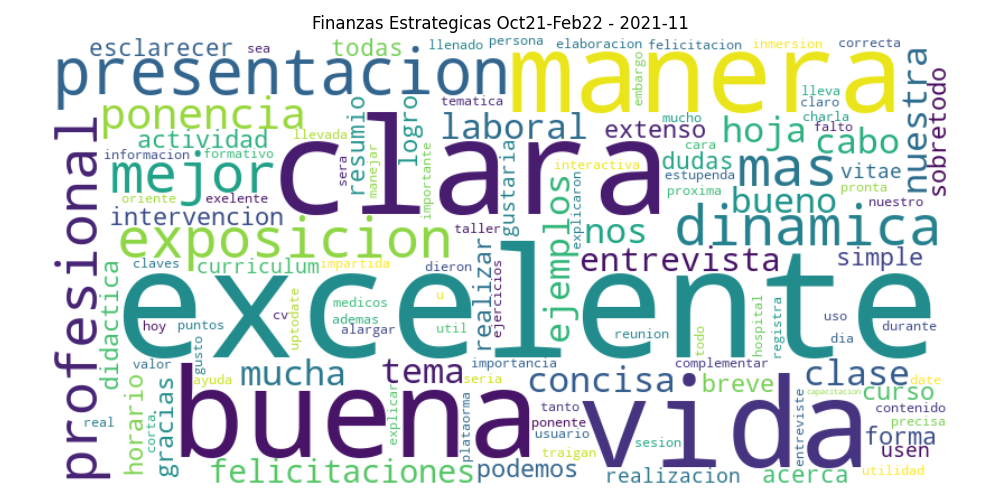 Finanzas Estrategicas Oct21-Feb22 - 2021-11
esclarecer
sea
todas
llenado
persona
elaboracion
felicitacion
inmersion
correcta
presentacion
manera
embargo
lleva
claro
nuestra
sobretodo
ponencia
resumio
logro
tematica
laboral
mucho
extenso
charla
falto
hoja
cabo
actividad
llevada
clara
cara
dudas
mas
vitae
informacion
formativo
sera
manejar
importante
gustaria
interactiva
estupenda
proxima
pronta
mejor
oriente
exelente
bueno
nuestro
profesional
intervencion
taller
ejemplos
explicaron
nos
dinamica
exposicion
realizar
entrevista
simple
claves
curriculum
impartida
dieron
ejercicios
didactica
excelente
uptodate
medicos
u
hoy
puntos
cv
ademas
alargar
util
reunion
todo
hospital
registra
uso
durante
dia
valor
gusto
ayuda
mucha
tema
importancia
seria
complementar
concisa
breve
clase
capacitacion
date
curso
horario
corta
gracias
buena
explicar
plataorma
tanto
ponente
usuario
traigan
vida
sesion
entreviste
contenido
precisa
forma
usen
real
felicitaciones
podemos
realizacion
acerca
utilidad